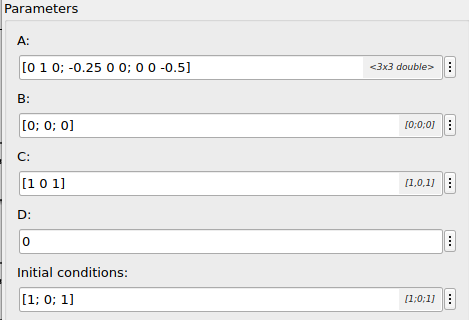 Parameters
A:
[0 1 0; -0.25 0 0; 0 0 -0.5] <3x3 double>
B:
[0; 0; 0] [0;0;0]
C:
[1 0 1] [1,0,1]
D:
0
Initial conditions:
[1; 0; 1] [1;0;1]